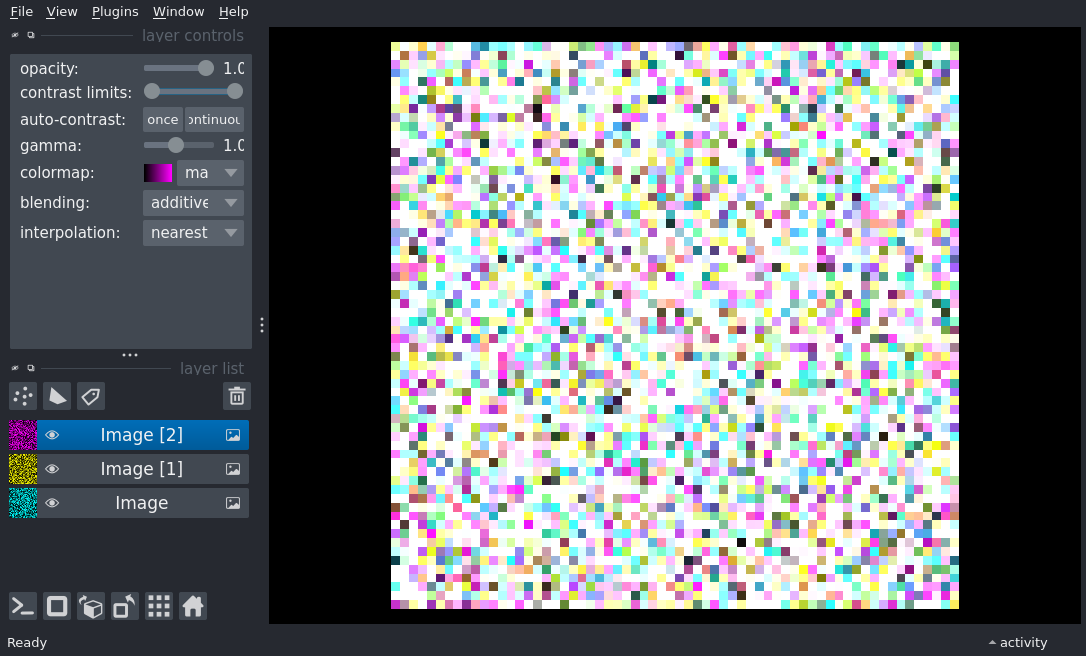 File View Plugins Window Help
layer controls
opacity: 1.0
contrast limits:
auto-contrast: once ontinuou
gamma: 1.0
colormap: ma
blending: additive
interpolation: nearest
layer list
Image [2]
Image [1]
Image
Ready
activity